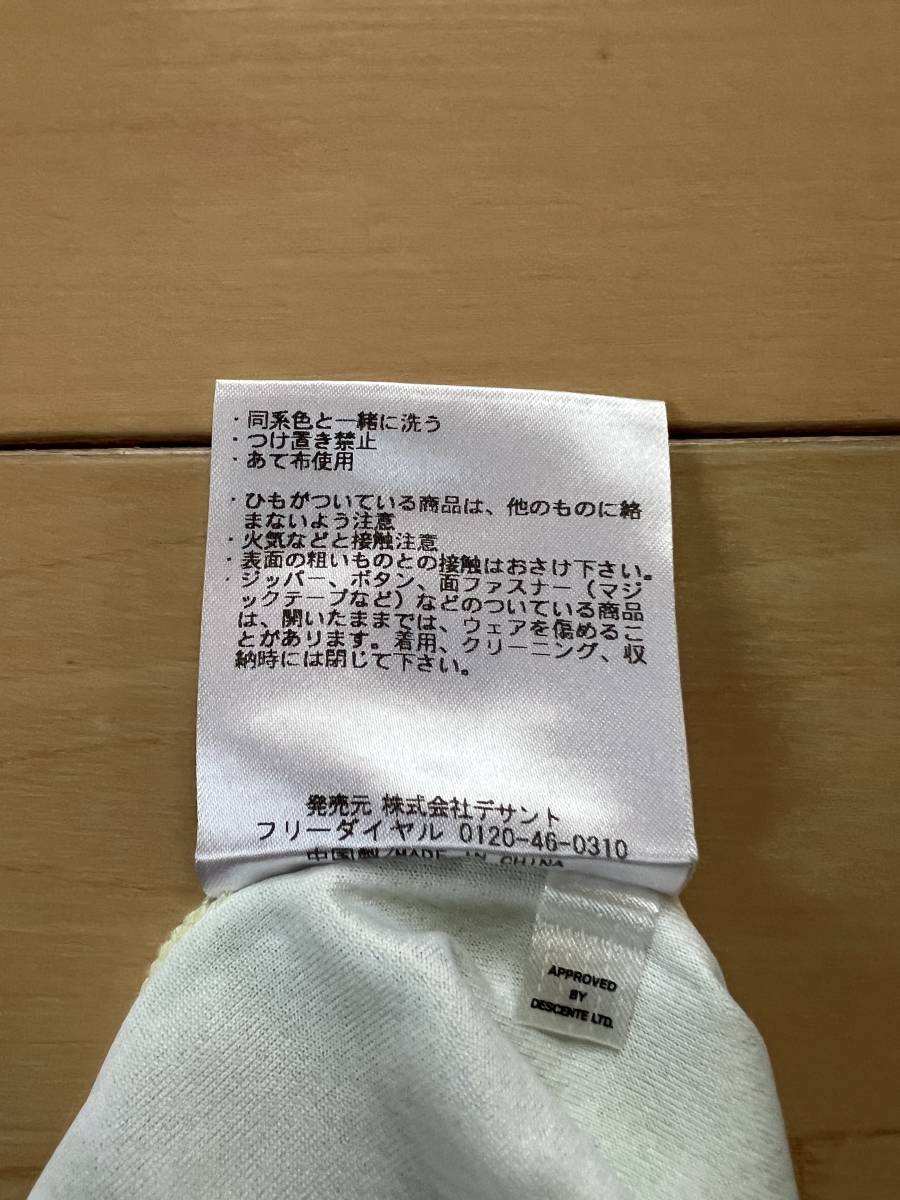 ・同系色と一緒に洗う
・つけ置き禁止
・あて布使用
・ひもがついている商品は、他のものに絡
まないよう注意
・火気などと接触注意
・表面の粗いものとの接触はおさけ下さい。
・ジッパー、ボタン、面ファスナー（マジ
ックテープなど）などのついている商品
は、開いたままでは、ウェアを傷めるこ
とがあります。着用、クリーニング、収
納時には閉じて下さい。
発売元 株式会社デサント
フリーダイヤル 0120-46-0310
中国製/MADE IN CHINA
APPROVED
BY
DESCENTE LTD.